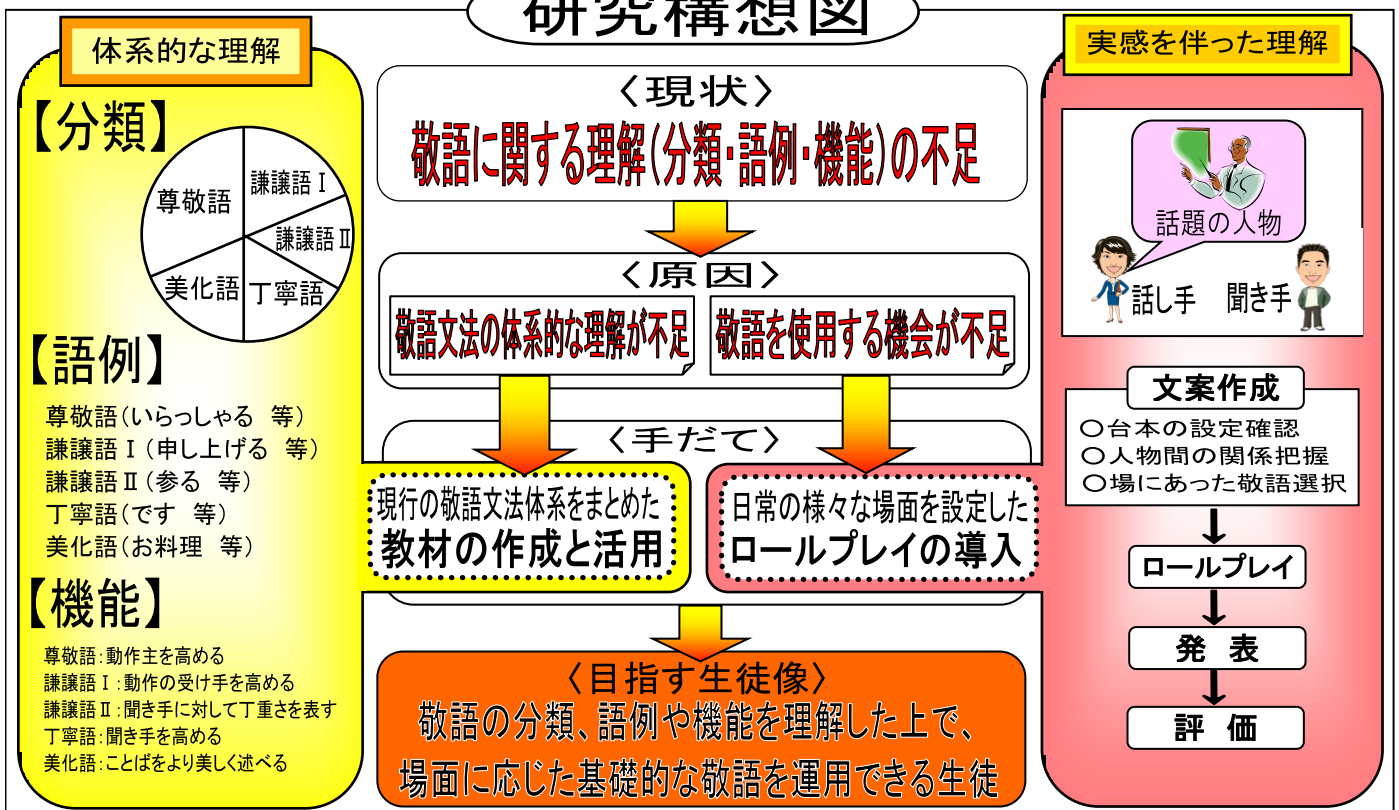 研究構想図
体系的な理解
【分類】
尊敬語
謙譲語Ⅰ
謙譲語Ⅱ
丁寧語
美化語
【語例】
尊敬語(いらっしゃる 等)
謙譲語Ⅰ(申し上げる 等)
謙譲語Ⅱ(参る 等)
丁寧語(です 等)
美化語(お料理 等)
【機能】
尊敬語:動作主を高める
謙譲語Ⅰ:動作の受け手を高める
謙譲語Ⅱ:聞き手に対して丁重さを表す
丁寧語:聞き手を高める
美化語:ことばをより美しく述べる
〈現状〉
敬語に関する理解(分類・語例・機能)の不足
〈原因〉
敬語文法の体系的な理解が不足
敬語を使用する機会が不足
〈手だて〉
現行の敬語文法体系をまとめた
教材の作成と活用
日常の様々な場面を設定した
ロールプレイの導入
〈目指す生徒像〉
敬語の分類、語例や機能を理解した上で、
場面に応じた基礎的な敬語を運用できる生徒
実感を伴った理解
話題の人物
話し手
聞き手
文案作成
○台本の設定確認
○人物間の関係把握
○場にあった敬語選択
ロールプレイ
発 表
評 価